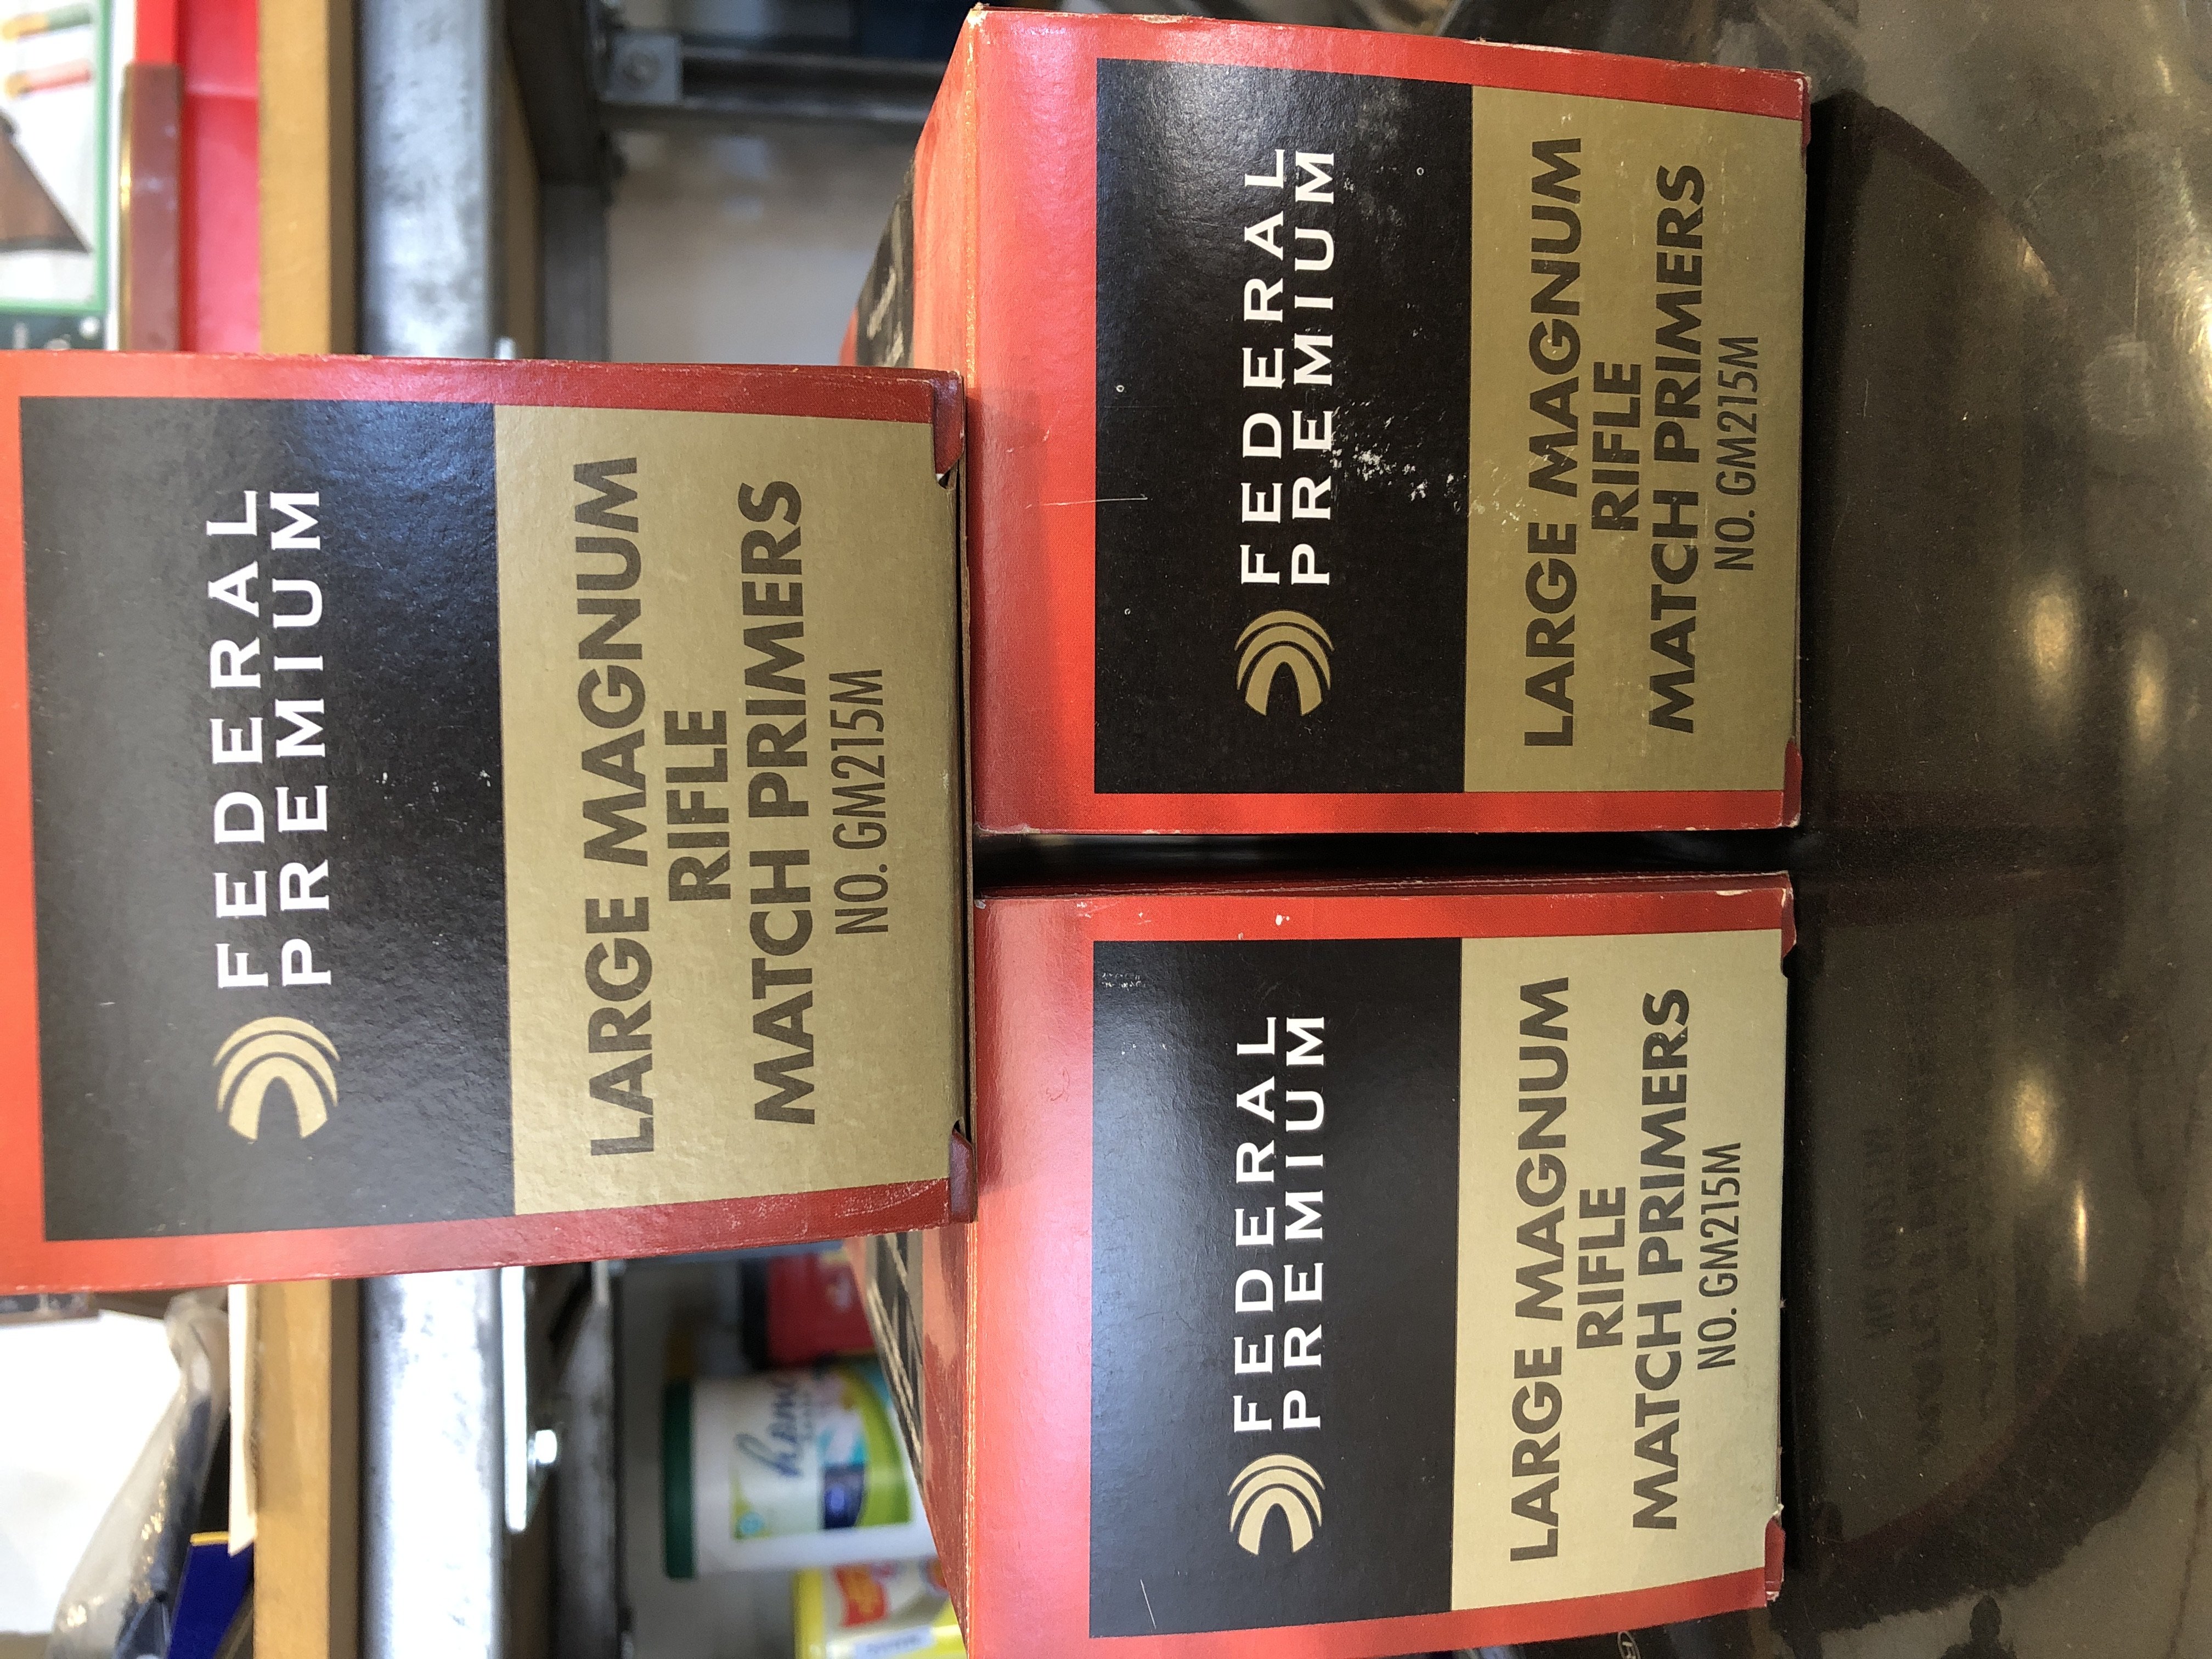 FEDERAL
PREMIUM
LARGE MAGNUM
RIFLE
MATCH PRIMERS
NO. GM215M
FEDERAL
PREMIUM
LARGE MAGNUM
RIFLE
MATCH PRIMERS
NO. GM215M
FEDERAL
PREMIUM
LARGE MAGNUM
RIFLE
MATCH PRIMERS
NO. GM215M